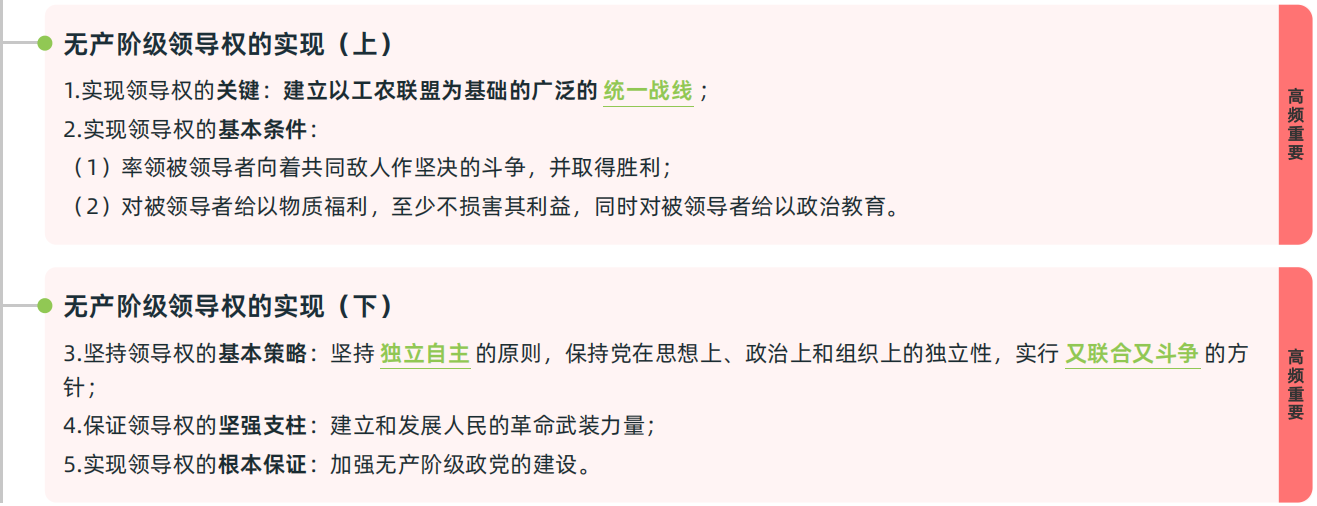 无产阶级领导权的实现（上）
1.实现领导权的关键：建立以工农联盟为基础的广泛的 统一战线 ；
2.实现领导权的基本条件：
（1）率领被领导者向着共同敌人作坚决的斗争，并取得胜利；
（2）对被领导者给以物质福利，至少不损害其利益，同时对被领导者给以政治教育。
高频重要
无产阶级领导权的实现（下）
3.坚持领导权的基本策略：坚持 独立自主 的原则，保持党在思想上、政治上和组织上的独立性，实行 又联合又斗争 的方
针；
4.保证领导权的坚强支柱：建立和发展人民的革命武装力量；
5.实现领导权的根本保证：加强无产阶级政党的建设。
高频重要